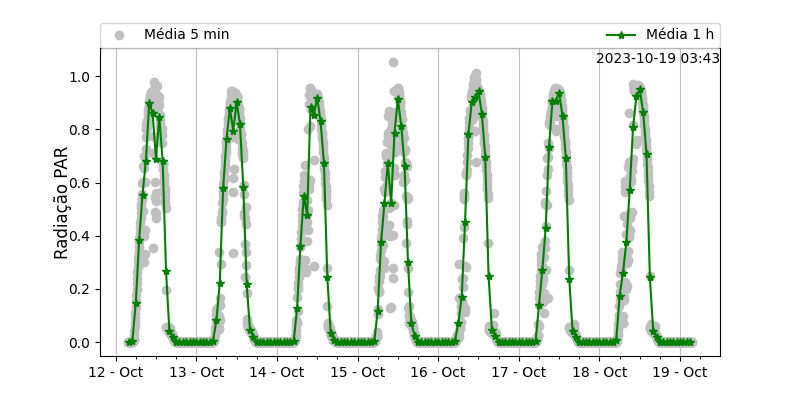 Média 5 min
Média 1 h
2023-10-19 03:43
Radiação PAR
1.0
0.8
0.6
0.4
0.2
0.0
12 - Oct
13 - Oct
14 - Oct
15 - Oct
16 - Oct
17 - Oct
18 - Oct
19 - Oct